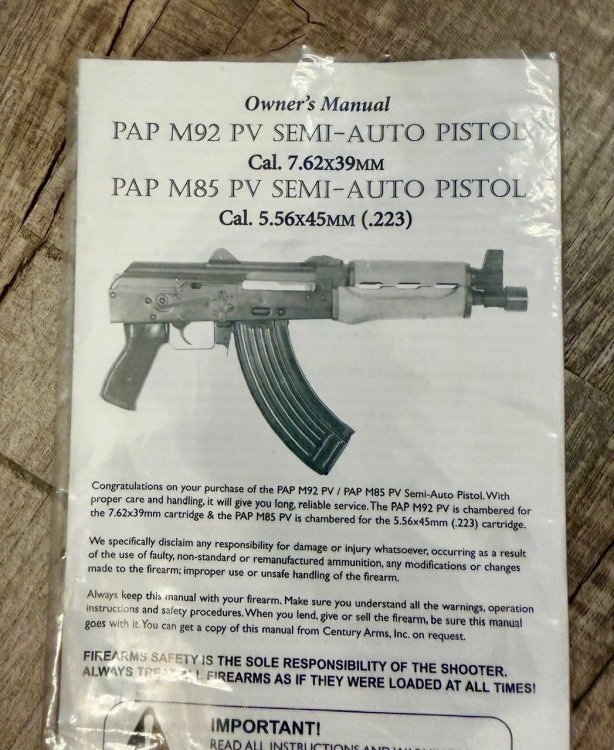 Owner's Manual
PAP M92 PV SEMI-AUTO PISTOL
Cal. 7.62x39MM
PAP M85 PV SEMI-AUTO PISTOL
Cal. 5.56x45MM (.223)
Congratulations on your purchase of the PAP M92 PV / PAP M85 PV Semi-Auto Pistol. With
proper care and handling, it will give you long, reliable service. The PAP M92 PV is chambered for
the 7.62x39mm cartridge & the PAP M85 PV is chambered for the 5.56x45mm (.223) cartridge.
We specifically disclaim any responsibility for damage or injury whatsoever, occurring as a result
of the use of faulty, non-standard or remanufactured ammunition, any modifications or changes
made to the firearm; improper use or unsafe handling of the firearm.
Always keep this manual with your firearm. Make sure you understand all the warnings, operation
instructions and safety procedures. When you lend, give or sell the firearm, be sure this manual
goes with it. You can get a copy of this manual from Century Arms, Inc. on request.
FIREARMS SAFETY IS THE SOLE RESPONSIBILITY OF THE SHOOTER.
ALWAYS TREAT ALL FIREARMS AS IF THEY WERE LOADED AT ALL TIMES!
IMPORTANT!
READ ALL INSTRUCTIONS AND